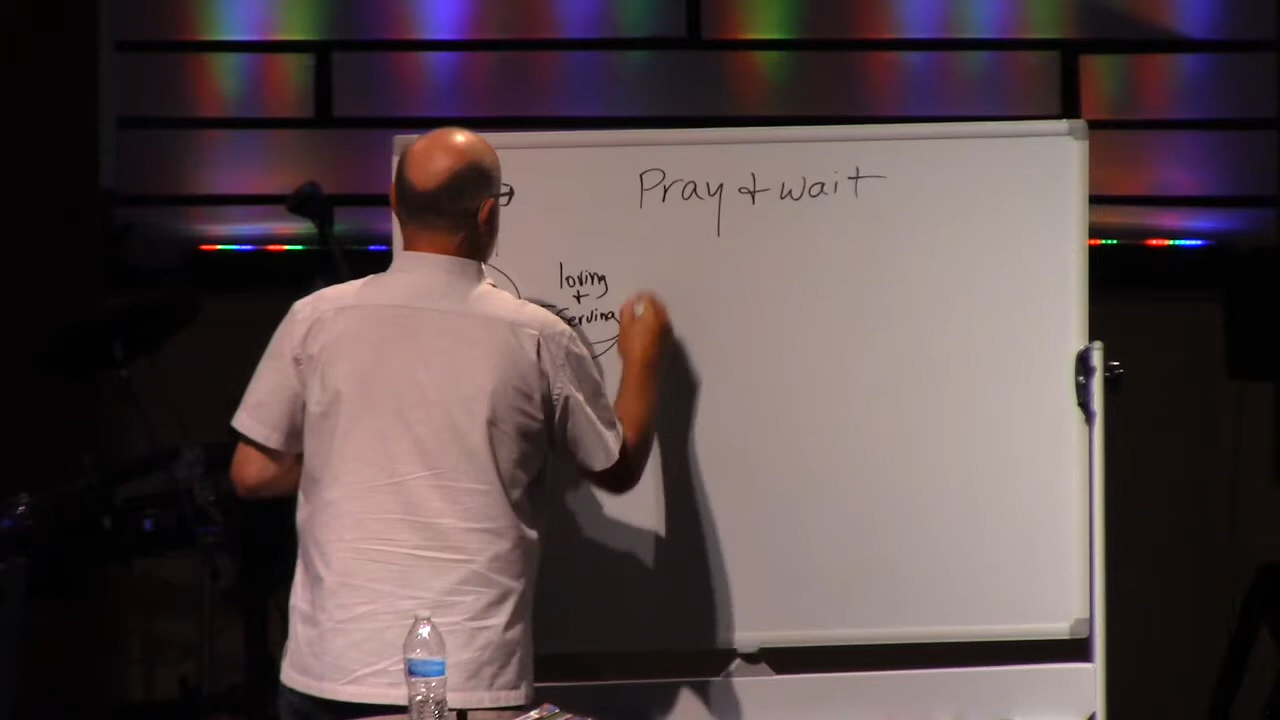 Pray + wait
loving
+
Serving